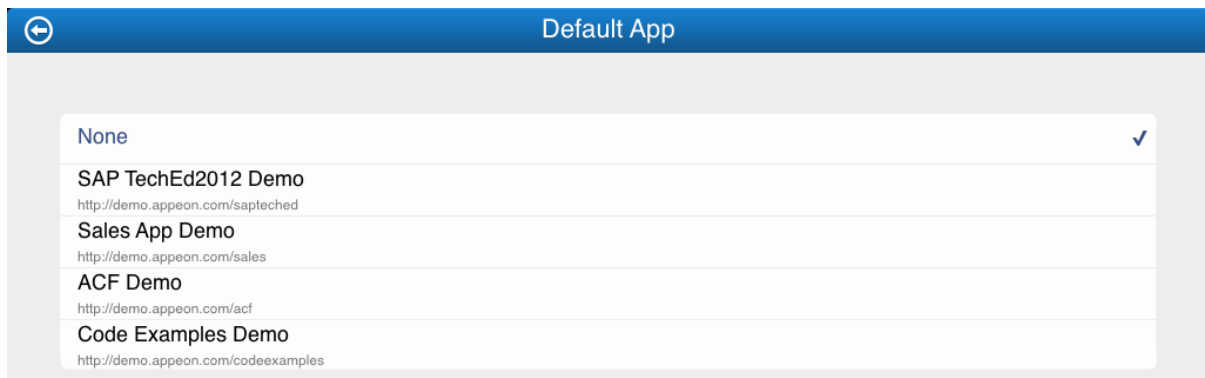 Default App
None
SAP TechEd2012 Demo
http://demo.appeon.com/sapteched
Sales App Demo
http://demo.appeon.com/sales
ACF Demo
http://demo.appeon.com/acf
Code Examples Demo
http://demo.appeon.com/codeexamples